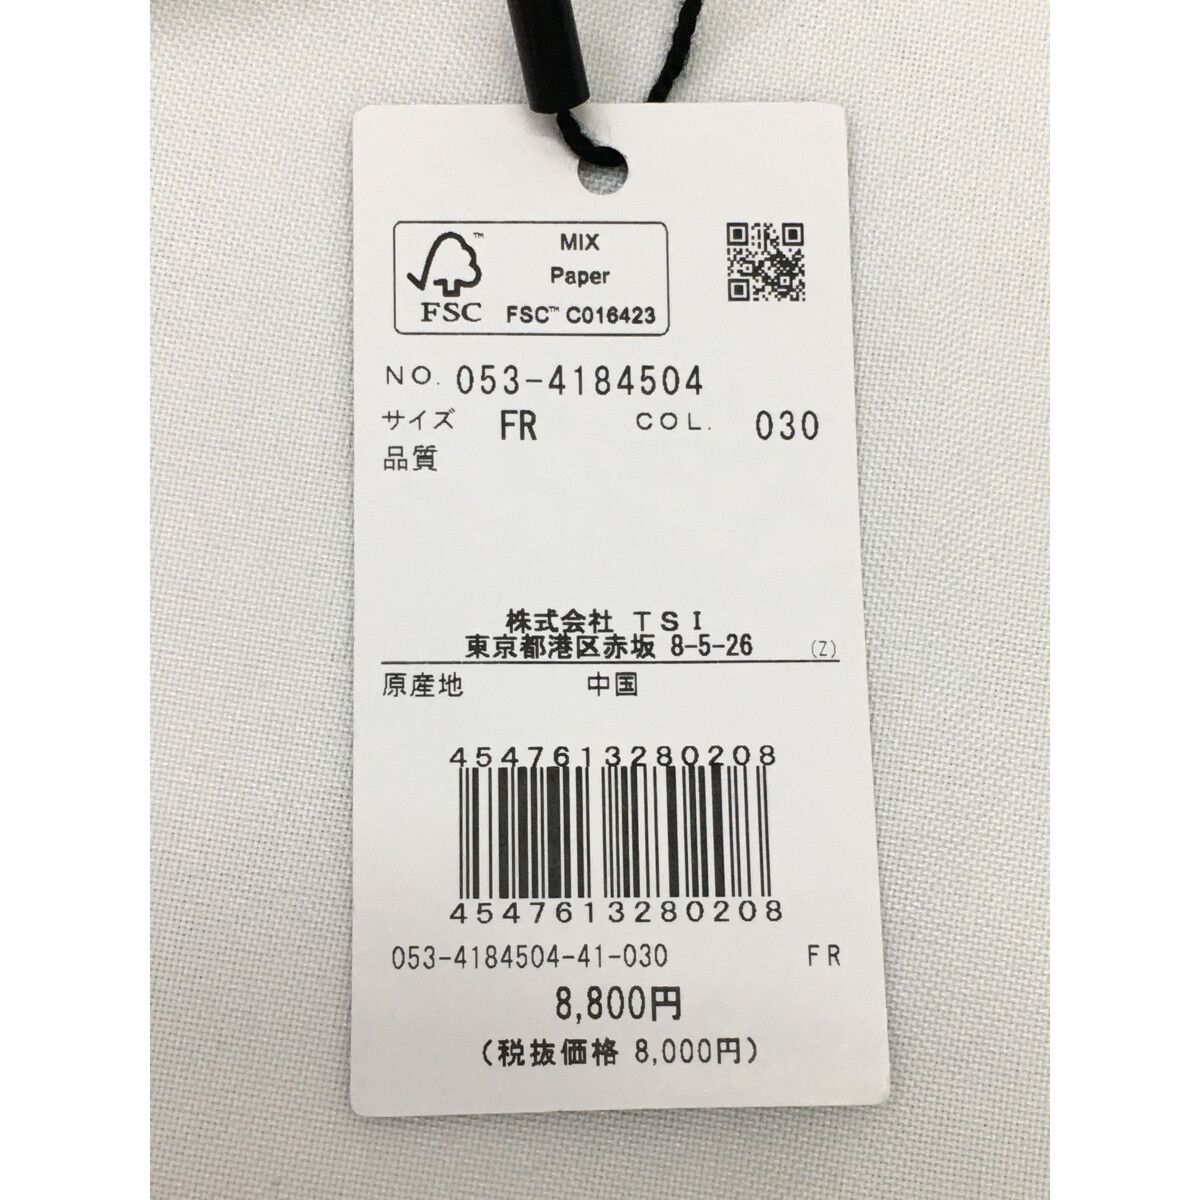 MIX
Paper
FSC™ FSC™ C016423
NO. 053-4184504
サイズ FR COL. 030
品質
株式会社 TSI
東京都港区赤坂 8-5-26 (Z)
原産地 中国
4547613280208
4547613280208
053-4184504-41-030 FR
8,800円
(税抜価格 8,000円)